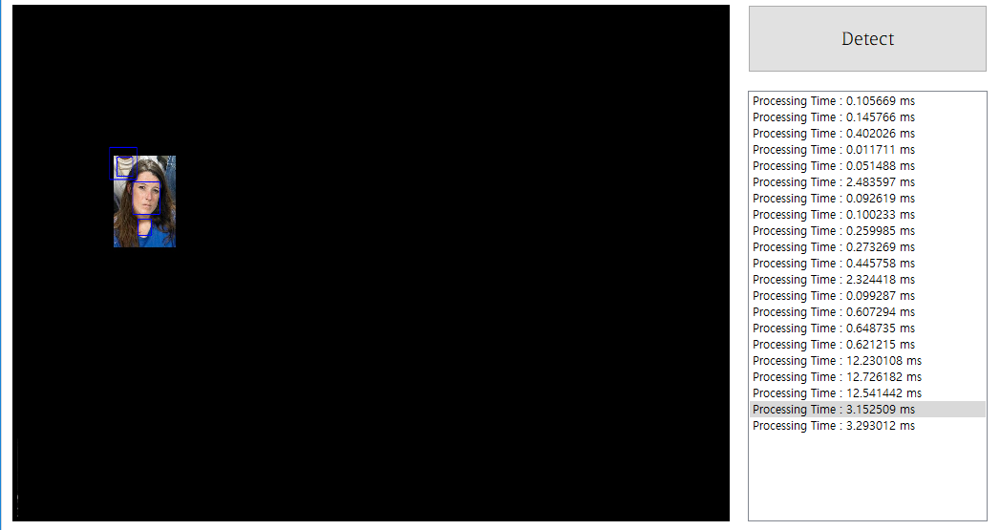 Detect
Processing Time : 0.105669 ms
Processing Time : 0.145766 ms
Processing Time : 0.402026 ms
Processing Time : 0.011711 ms
Processing Time : 0.051488 ms
Processing Time : 2.483597 ms
Processing Time : 0.092619 ms
Processing Time : 0.100233 ms
Processing Time : 0.259985 ms
Processing Time : 0.273269 ms
Processing Time : 0.445758 ms
Processing Time : 2.324418 ms
Processing Time : 0.099287 ms
Processing Time : 0.607294 ms
Processing Time : 0.648735 ms
Processing Time : 0.621215 ms
Processing Time : 12.230108 ms
Processing Time : 12.726182 ms
Processing Time : 12.541442 ms
Processing Time : 3.152509 ms
Processing Time : 3.293012 ms